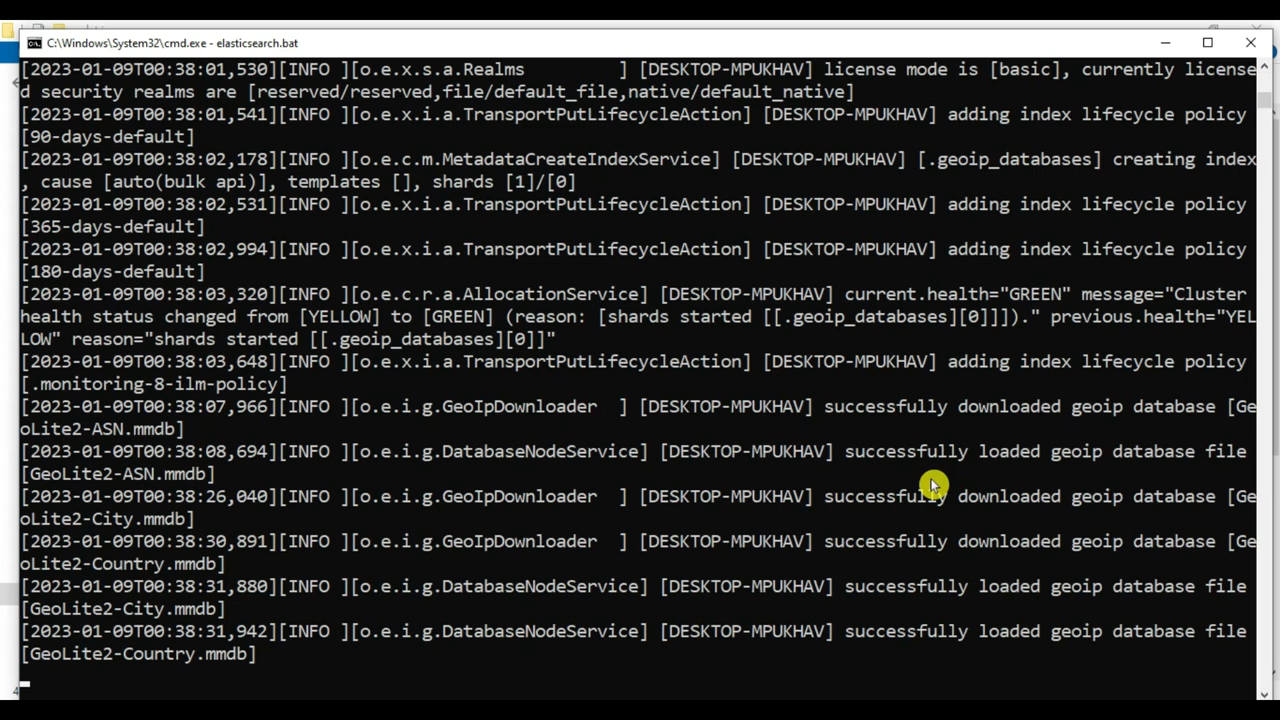 C:\Windows\System32\cmd.exe - elasticsearch.bat
[2023-01-09T00:38:01,530][INFO ][o.e.x.s.a.Realms         ] [DESKTOP-MPUKHAV] license mode is [basic], currently license
d security realms are [reserved/reserved,file/default_file,native/default_native]
[2023-01-09T00:38:01,541][INFO ][o.e.x.i.a.TransportPutLifecycleAction] [DESKTOP-MPUKHAV] adding index lifecycle policy
[90-days-default]
[2023-01-09T00:38:02,178][INFO ][o.e.c.m.MetadataCreateIndexService] [DESKTOP-MPUKHAV] [.geoip_databases] creating index
, cause [auto(bulk api)], templates [], shards [1]/[0]
[2023-01-09T00:38:02,531][INFO ][o.e.x.i.a.TransportPutLifecycleAction] [DESKTOP-MPUKHAV] adding index lifecycle policy
[365-days-default]
[2023-01-09T00:38:02,994][INFO ][o.e.x.i.a.TransportPutLifecycleAction] [DESKTOP-MPUKHAV] adding index lifecycle policy
[180-days-default]
[2023-01-09T00:38:03,320][INFO ][o.e.c.r.a.AllocationService] [DESKTOP-MPUKHAV] current.health="GREEN" message="Cluster
health status changed from [YELLOW] to [GREEN] (reason: [shards started [[.geoip_databases][0]]])." previous.health="YEL
LOW" reason="shards started [[.geoip_databases][0]]"
[2023-01-09T00:38:03,648][INFO ][o.e.x.i.a.TransportPutLifecycleAction] [DESKTOP-MPUKHAV] adding index lifecycle policy
[.monitoring-8-ilm-policy]
[2023-01-09T00:38:07,966][INFO ][o.e.i.g.GeoIpDownloader  ] [DESKTOP-MPUKHAV] successfully downloaded geoip database [Ge
oLite2-ASN.mmdb]
[2023-01-09T00:38:08,694][INFO ][o.e.i.g.DatabaseNodeService] [DESKTOP-MPUKHAV] successfully loaded geoip database file
[GeoLite2-ASN.mmdb]
[2023-01-09T00:38:26,040][INFO ][o.e.i.g.GeoIpDownloader  ] [DESKTOP-MPUKHAV] successfully downloaded geoip database [Ge
oLite2-City.mmdb]
[2023-01-09T00:38:30,891][INFO ][o.e.i.g.GeoIpDownloader  ] [DESKTOP-MPUKHAV] successfully downloaded geoip database [Ge
oLite2-Country.mmdb]
[2023-01-09T00:38:31,880][INFO ][o.e.i.g.DatabaseNodeService] [DESKTOP-MPUKHAV] successfully loaded geoip database file
[GeoLite2-City.mmdb]
[2023-01-09T00:38:31,942][INFO ][o.e.i.g.DatabaseNodeService] [DESKTOP-MPUKHAV] successfully loaded geoip database file
[GeoLite2-Country.mmdb]